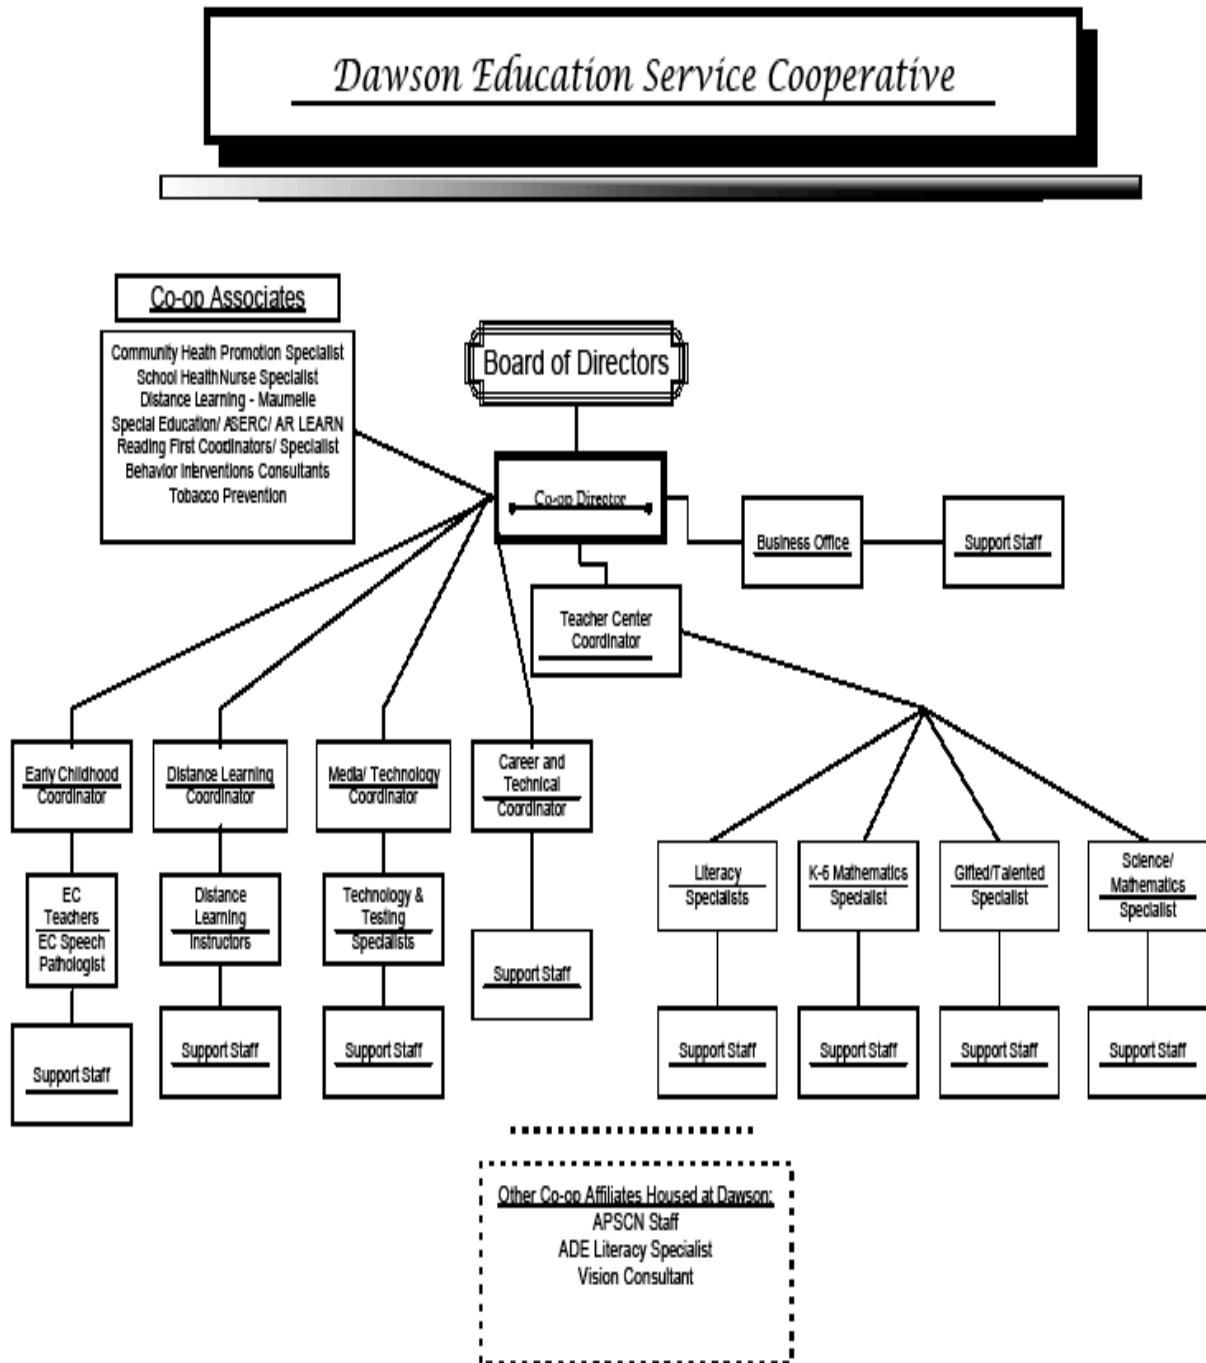 Dawson Education Service Cooperative
Co-op Associates
Community Heath Promotion Specialist
School HealthNurse Specialist
Distance Learning - Maumelle
Special Education/ ASERC/ AR LEARN
Reading First Coordinators/ Specialist
Behavior Interventions Consultants
Tobacco Prevention
Board of Directors
Co-op Director
Business Office
Support Staff
Teacher Center
Coordinator
Early Childhood
Coordinator
Distance Learning
Coordinator
Media/ Technology
Coordinator
Career and
Technical
Coordinator
EC
Teachers
EC Speech
Pathologist
Distance
Learning
Instructors
Technology &
Testing
Specialists
Support Staff
Literacy
Specialists
K-6 Mathematics
Specialist
Gifted/Talented
Specialist
Science/
Mathematics
Specialist
Support Staff
Support Staff
Support Staff
Support Staff
Support Staff
Support Staff
Support Staff
Other Co-op Affiliates Housed at Dawson:
APSCN Staff
ADE Literacy Specialist
Vision Consultant